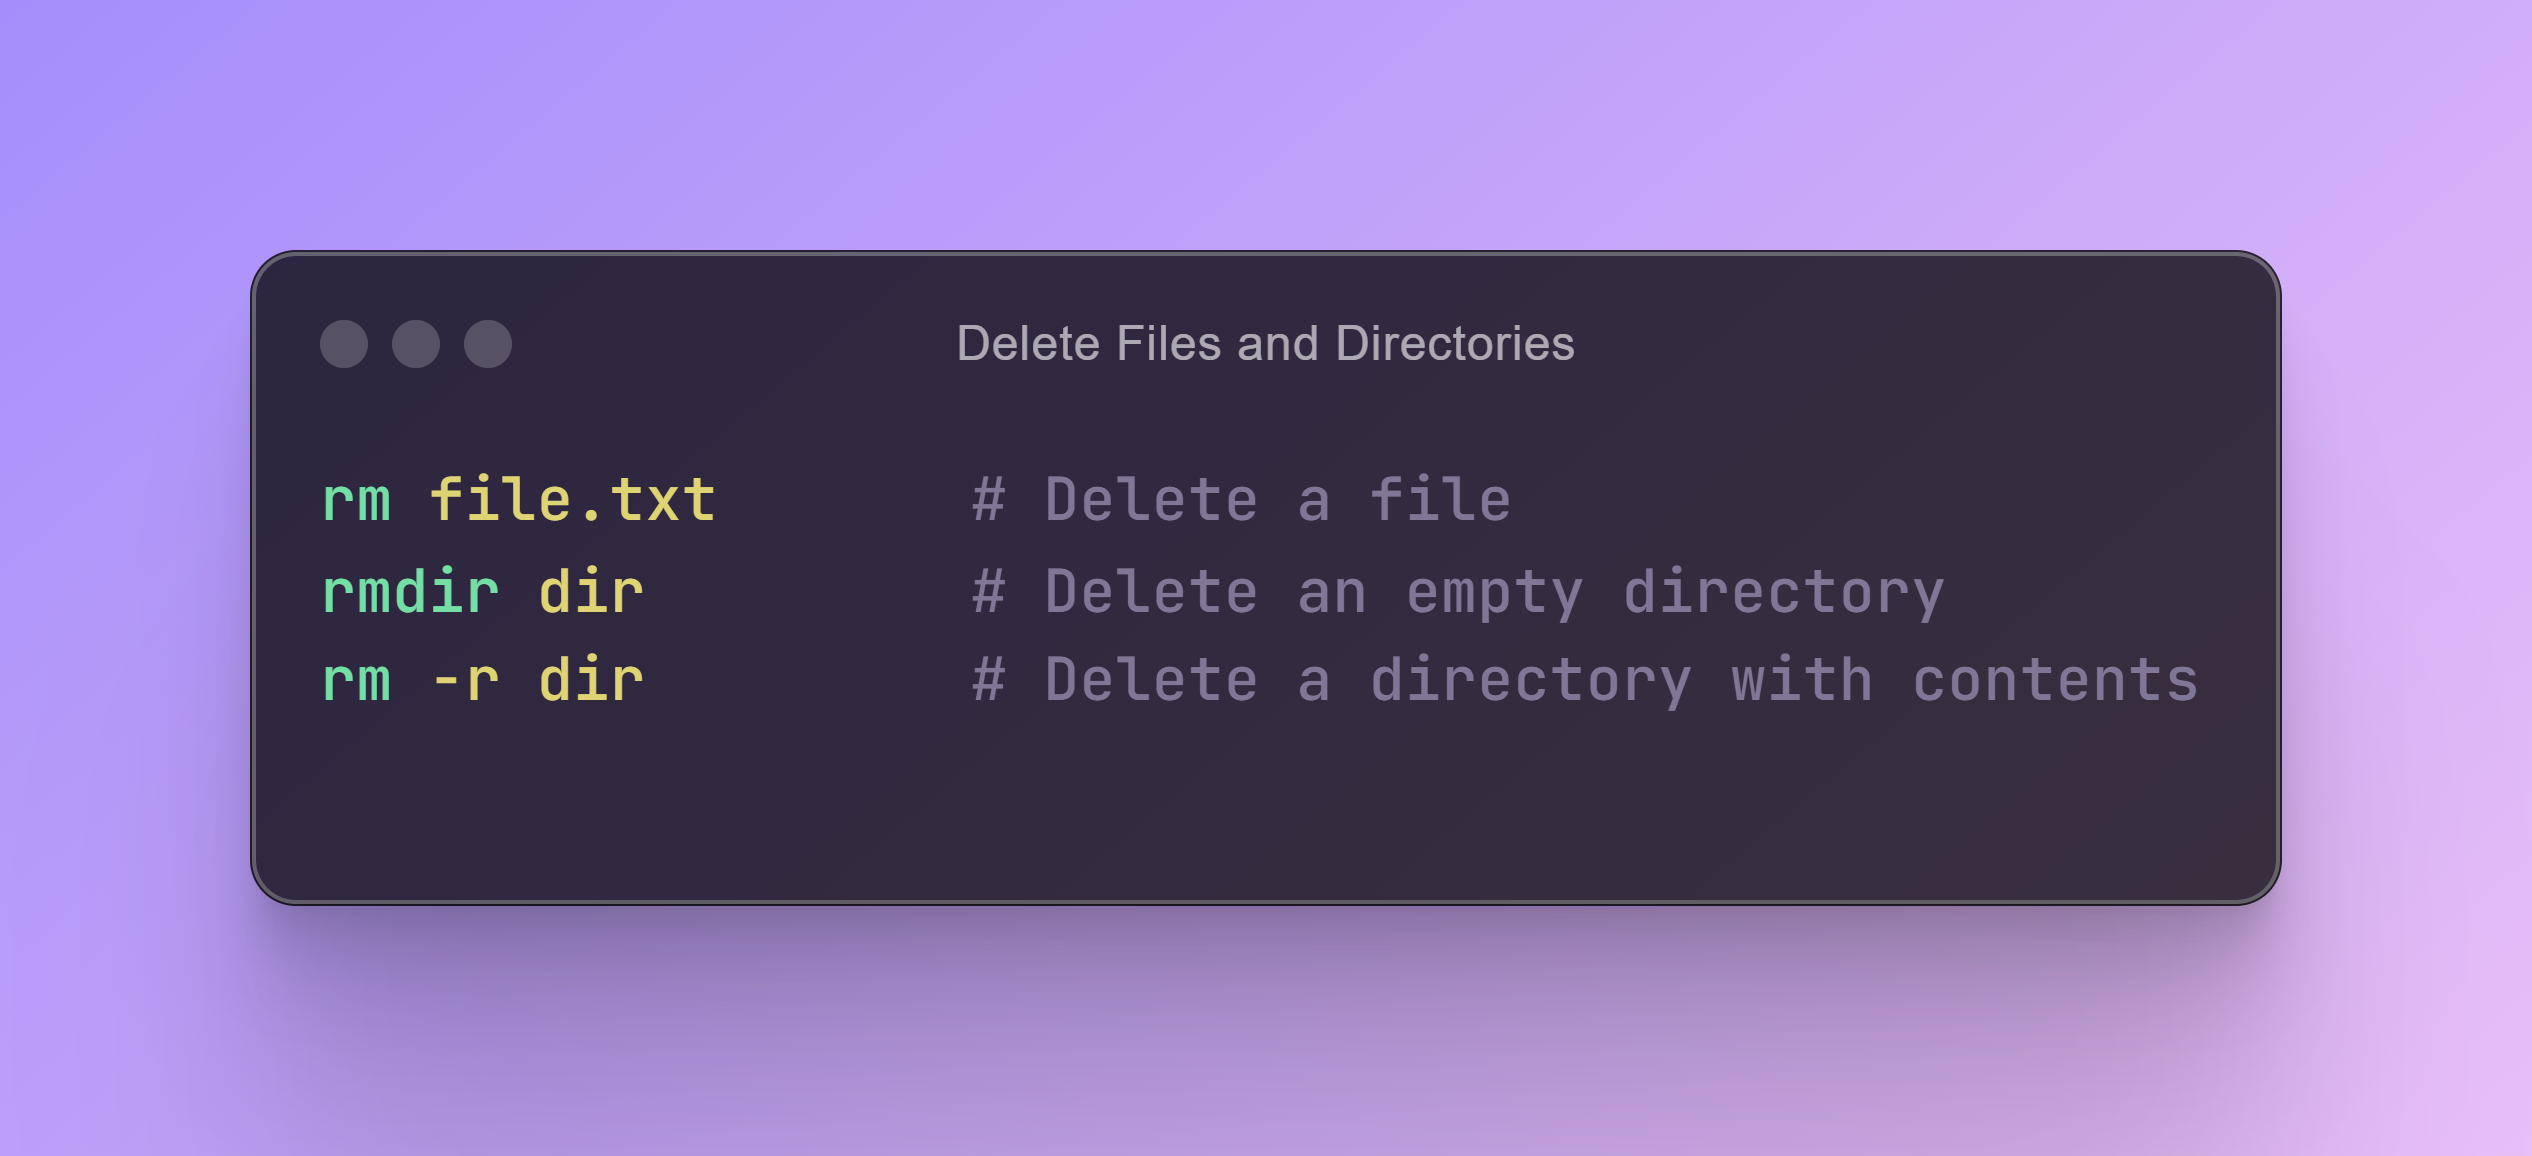 Delete Files and Directories
rm file.txt       # Delete a file
rmdir dir         # Delete an empty directory
rm -r dir         # Delete a directory with contents